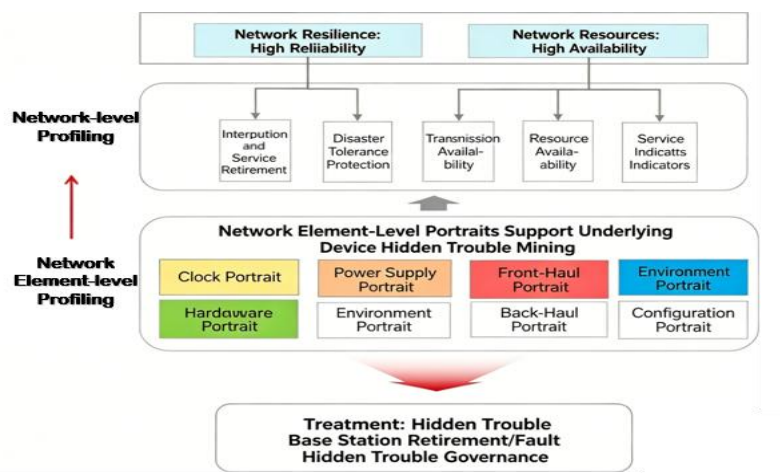 Network Resilience:
High Reliiability
Network Resources:
High Availability
Network-level
Profiling
Interpution
and
Service
Retirement
Disaster
Tolerance
Protection
Transmission
Availal-
bility
Resource
Availa-
ability
Service
Indicatts
Indicators
Network
Element-level
Profiling
Network Element-Level Portraits Support Underlying
Device Hidden Trouble Mining
Clock Portrait
Power Supply
Portrait
Front-Haul
Portrait
Environment
Portrait
Hardɑwware
Portrait
Environment
Portrait
Back-Haul
Portrait
Configuration
Portrait
Treatment: Hidden Trouble
Base Station Retirement/Fault
Hidden Trouble Governance